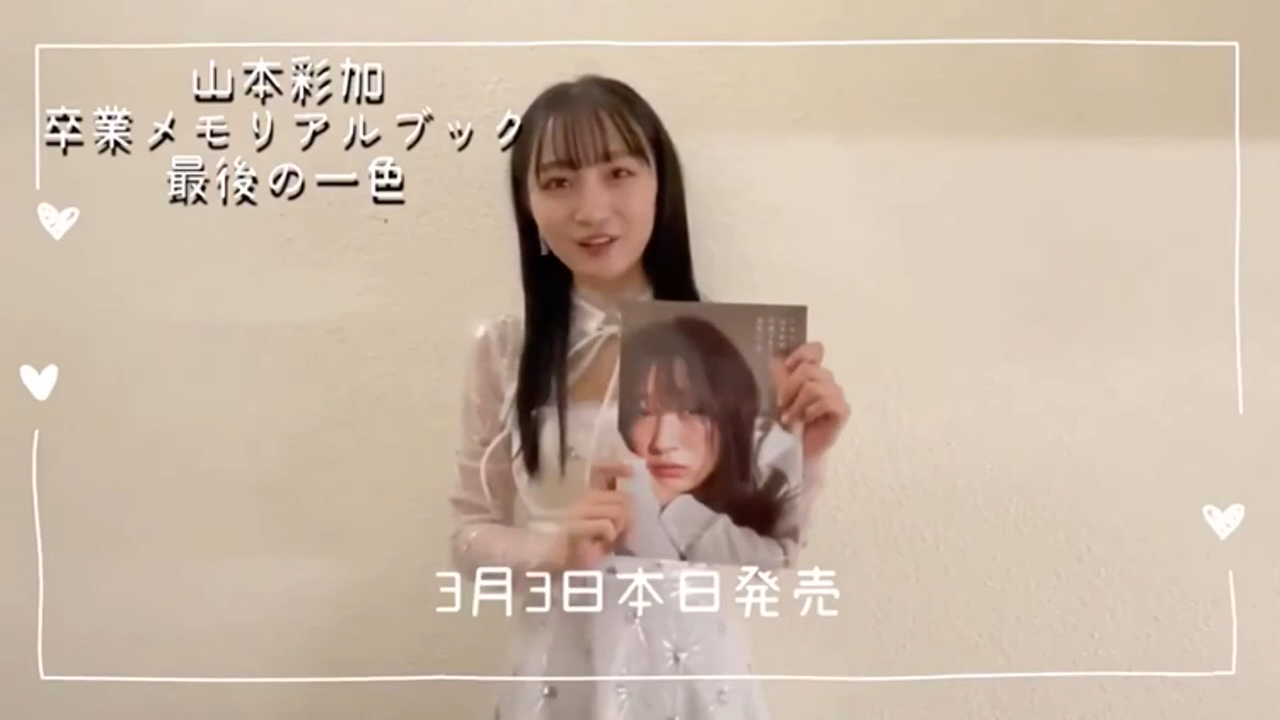 山本彩加
卒業メモリアルブック
最後の一色
3月3日本日発売